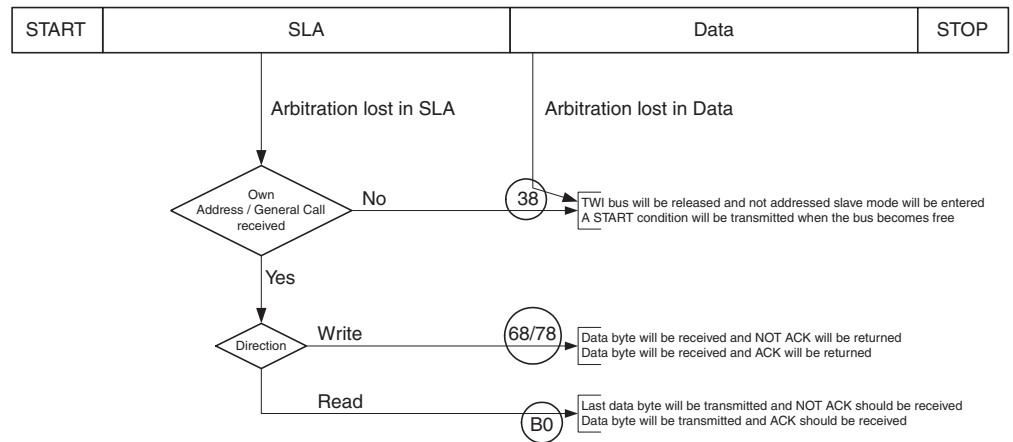 START SLA Data STOP
Arbitration lost in SLA Arbitration lost in Data
Own
Address / General Call
received
No
38
TWI bus will be released and not addressed slave mode will be entered
A START condition will be transmitted when the bus becomes free
Yes
Direction
Write
68/78
Data byte will be received and NOT ACK will be returned
Data byte will be received and ACK will be returned
Read
B0
Last data byte will be transmitted and NOT ACK should be received
Data byte will be transmitted and ACK should be received